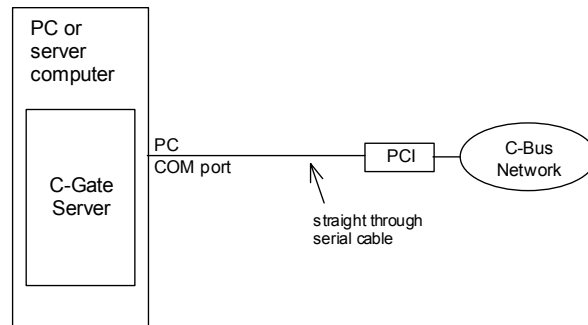 PC or
server
computer
C-Gate
Server
PC
COM port
straight through
serial cable
PCI
C-Bus
Network